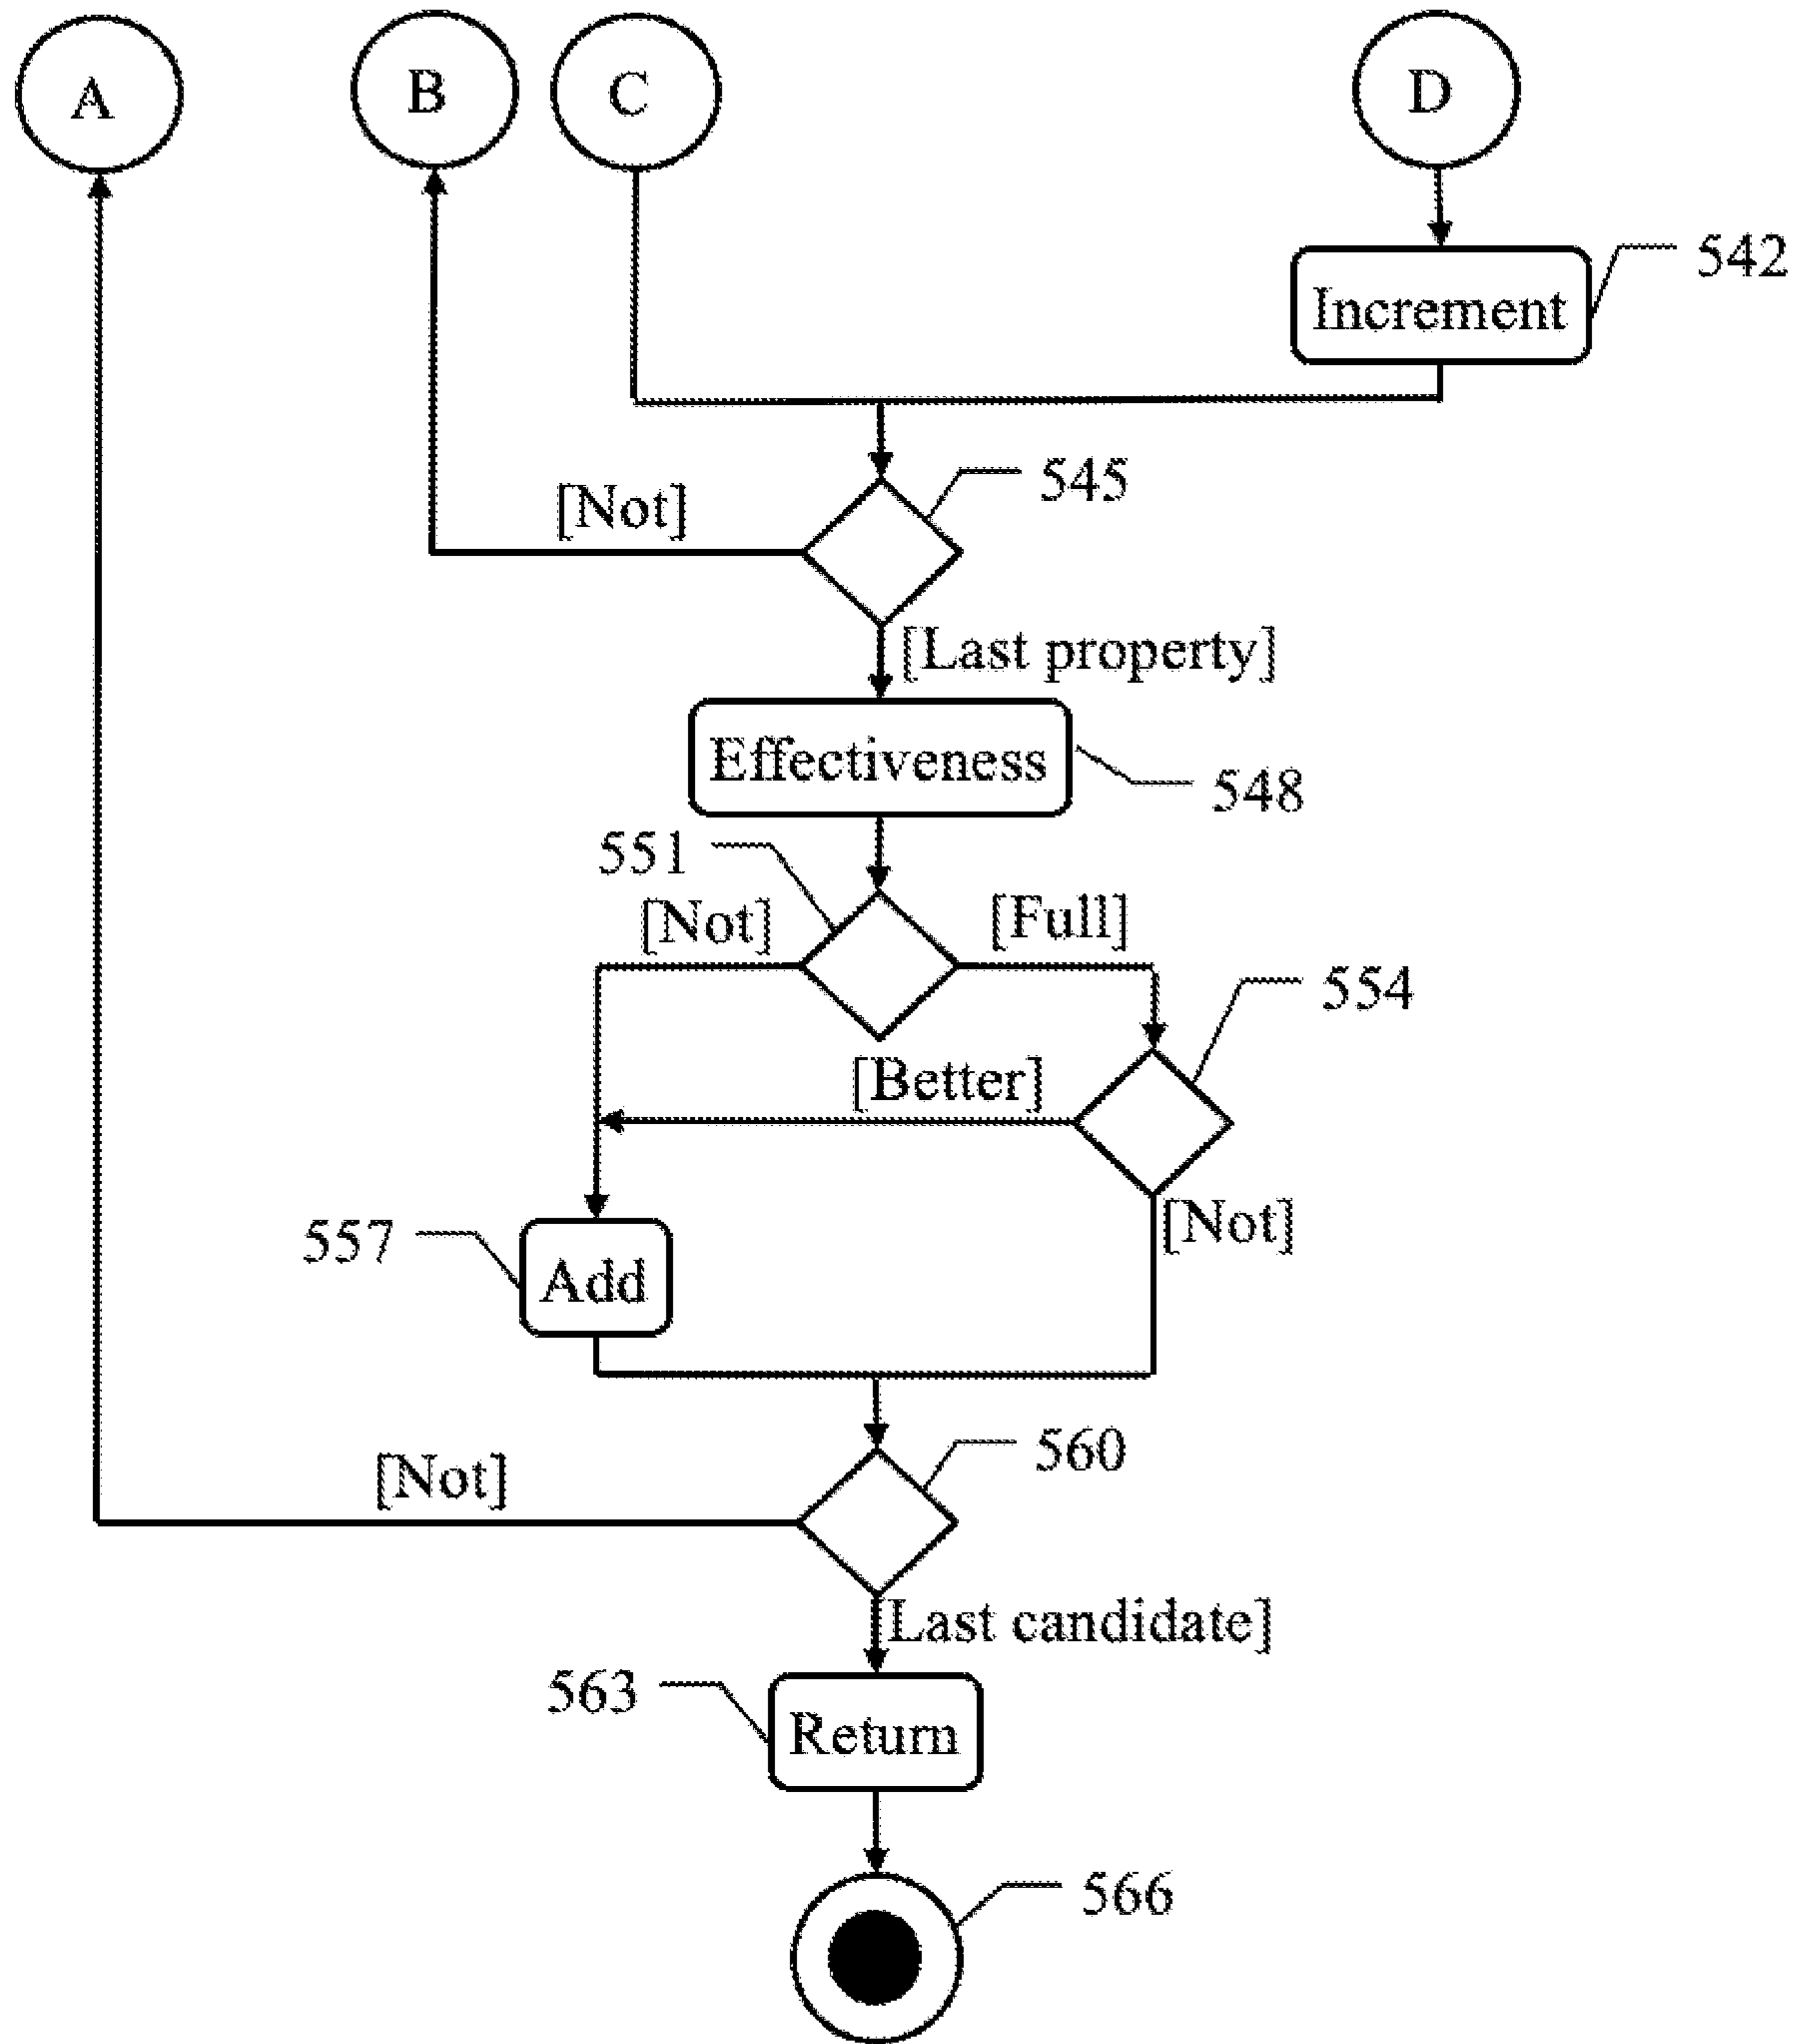 A
B
C
D
542
Increment
545
[Not]
[Last property]
Effectiveness
548
551
[Not]
[Full]
554
[Better]
[Not]
557
Add
560
[Not]
[Last candidate]
563
Return
566